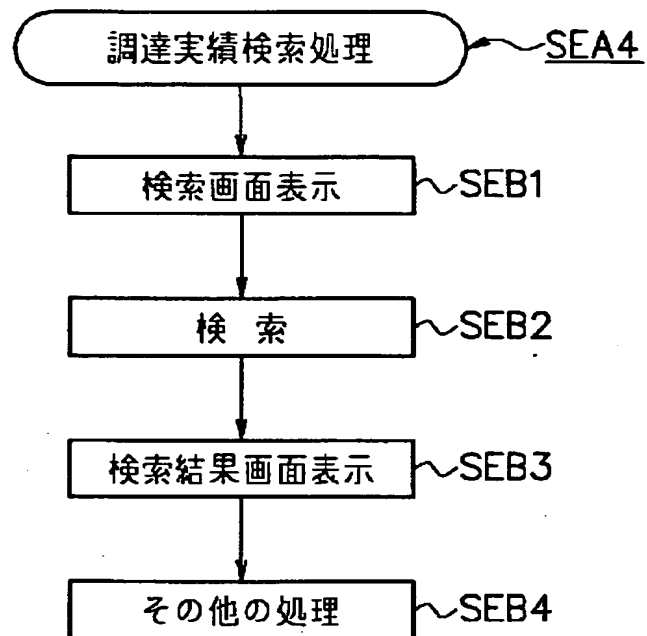 調達実績検索処理 SEA4
検索画面表示 SEB1
検 索 SEB2
検索結果画面表示 SEB3
その他の処理 SEB4